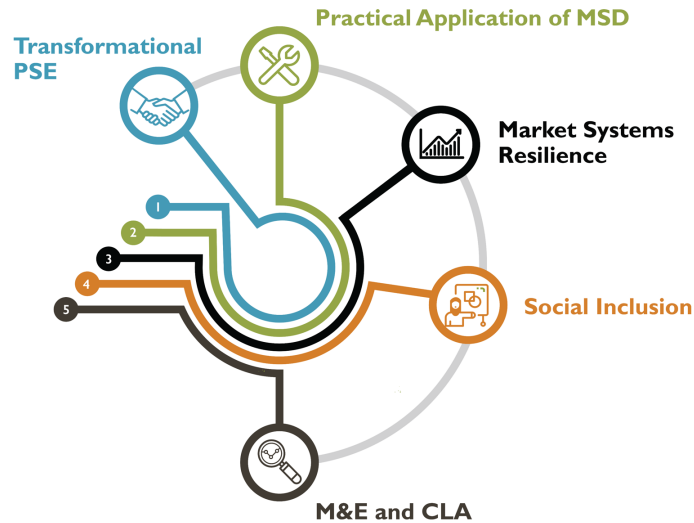 Practical Application of MSD
Transformational
PSE
Market Systems
Resilience
1
2
3
4
5
Social Inclusion
M&E and CLA